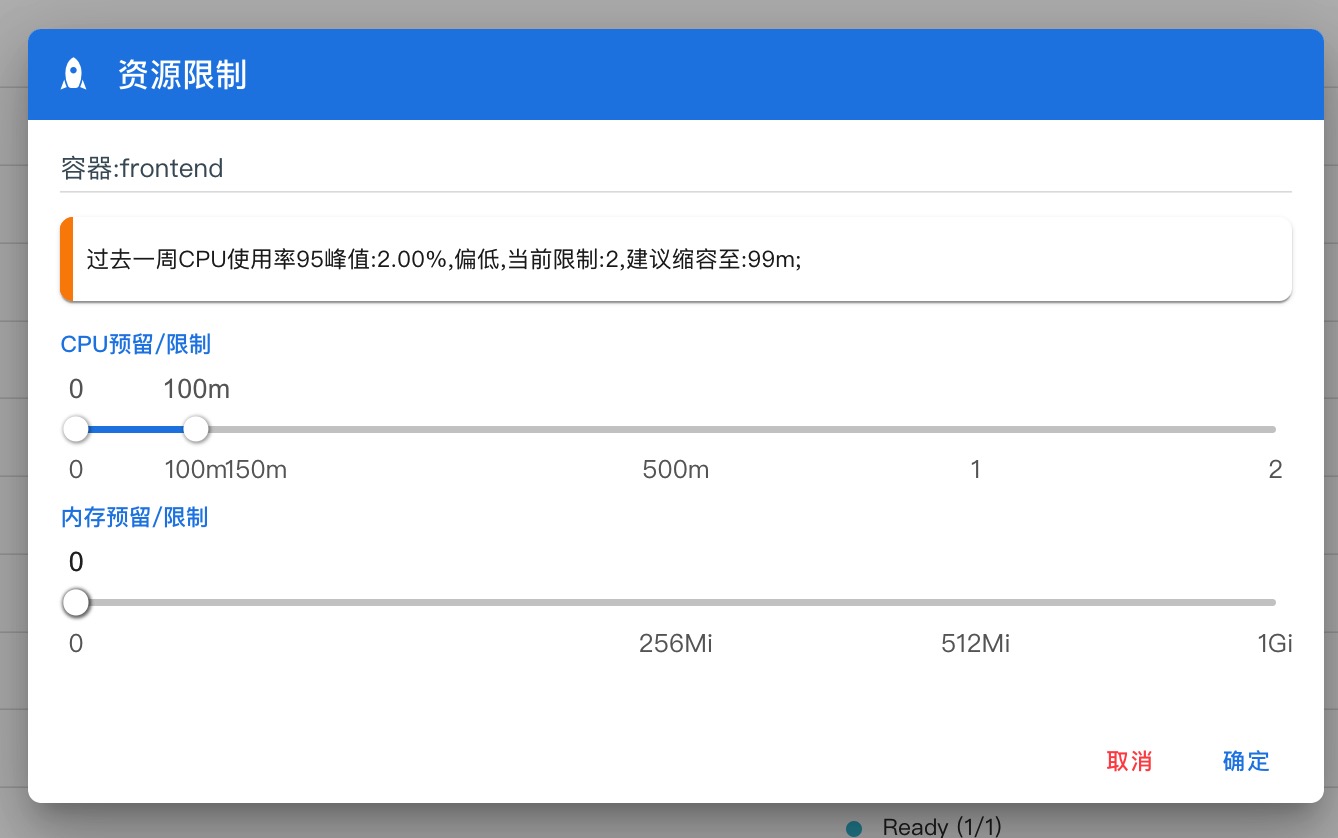 资源限制
容器:frontend
过去一周CPU使用率95峰值:2.00%,偏低,当前限制:2,建议缩容至:99m;
CPU预留/限制
0 100m
0 100m150m 500m 1 2
内存预留/限制
0
0 256Mi 512Mi 1Gi
取消 确定
Ready (1/1)